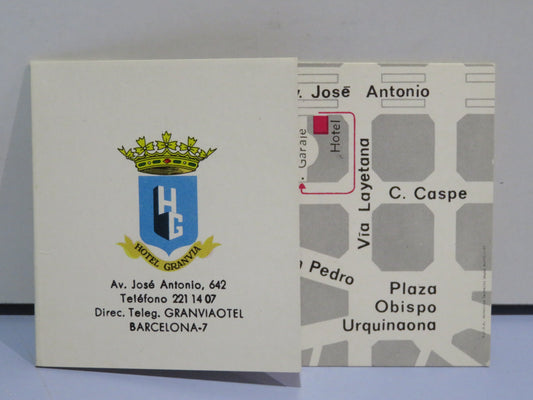 HG
HOTEL GRANVIA
Av. José Antonio, 642
Teléfono 221 14 07
Direc. Teleg. GRANVIAOTEL
BARCELONA-7
v. José Antonio
Garaje
Hotel
Vía Layetana
C. Caspe
n Pedro
Plaza
Obispo
Urquinaona